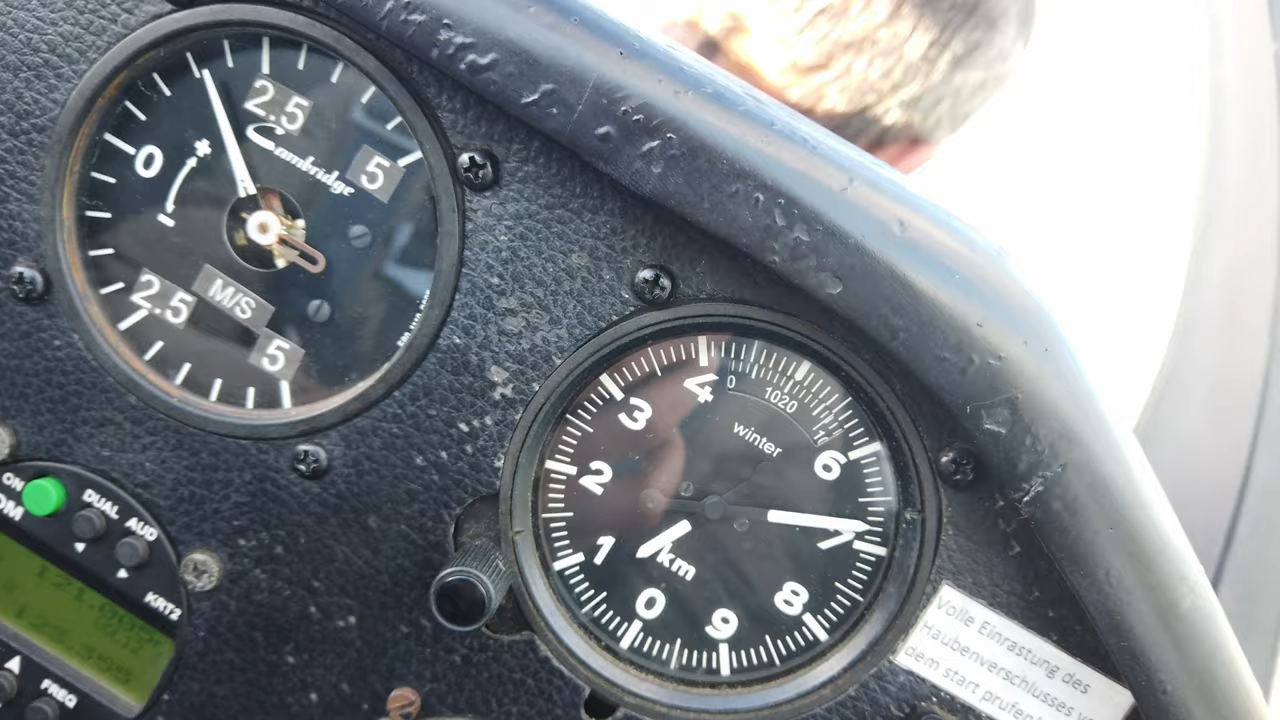 2.5
Cambridge
5
0
+
-
M/S
2.5
5
4
0
1020
3
winter
6
2
1
km
8
0
9
ON
DUAL
AUD
KRT2
FREQ
Volle Einrastung des
Haubenverschlusses
dem start prüfen